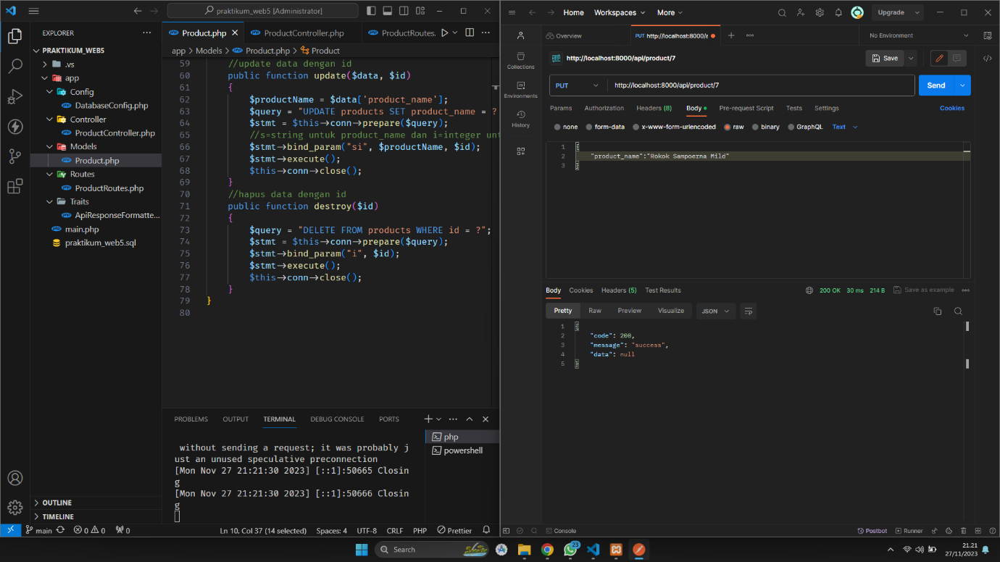 praktikum_web5 [Administrator]
EXPLORER
PRAKTIKUM_WEB5
.vs
app
Config
DatabaseConfig.php
Controller
ProductController.php
Models
Product.php
Routes
ProductRoutes.php
Traits
ApiResponseFormatte...
main.php
praktikum_web5.sql
OUTLINE
TIMELINE
Product.php
ProductController.php
ProductRoutes.
app > Models > Product.php > Product
59 //update data dengan id
60 public function update($data, $id)
61 {
62 $productName = $data['product_name'];
63 $query = "UPDATE products SET product_name = ?
64 $stmt = $this->conn->prepare($query);
65 //s=string untuk product_name dan i=integer unt
66 $stmt->bind_param("si", $productName, $id);
67 $stmt->execute();
68 $this->conn->close();
69 }
70 //hapus data dengan id
71 public function destroy($id)
72 {
73 $query = "DELETE FROM products WHERE id = ?";
74 $stmt = $this->conn->prepare($query);
75 $stmt->bind_param("i", $id);
76 $stmt->execute();
77 $this->conn->close();
78 }
79 }
80
PROBLEMS OUTPUT TERMINAL DEBUG CONSOLE PORTS
without sending a request; it was probably j
ust an unused speculative preconnection
[Mon Nov 27 21:21:30 2023] [::1]:50665 Closin
g
[Mon Nov 27 21:21:30 2023] [::1]:50666 Closin
g
php
powershell
main 0 0 0 Ln 10, Col 37 (14 selected) Spaces: 4 UTF-8 CRLF PHP Prettier
Home Workspaces More Upgrade
Overview PUT http://localhost:8000/a No Environment
Collections
Environments
History
http://localhost:8000/api/product/7 Save
PUT http://localhost:8000/api/product/7 Send
Params Authorization Headers (8) Body Pre-request Script Tests Settings Cookies
none form-data x-www-form-urlencoded raw binary GraphQL Text
1 {
2 "product_name":"Rokok Sampoerna Mild"
3 }
Body Cookies Headers (5) Test Results 200 OK 30 ms 214 B Save as example
Pretty Raw Preview Visualize JSON
1 {
2 "code": 200,
3 "message": "success",
4 "data": null
5 }
Console Postbot Runner
Search
23
21.21
27/11/2023